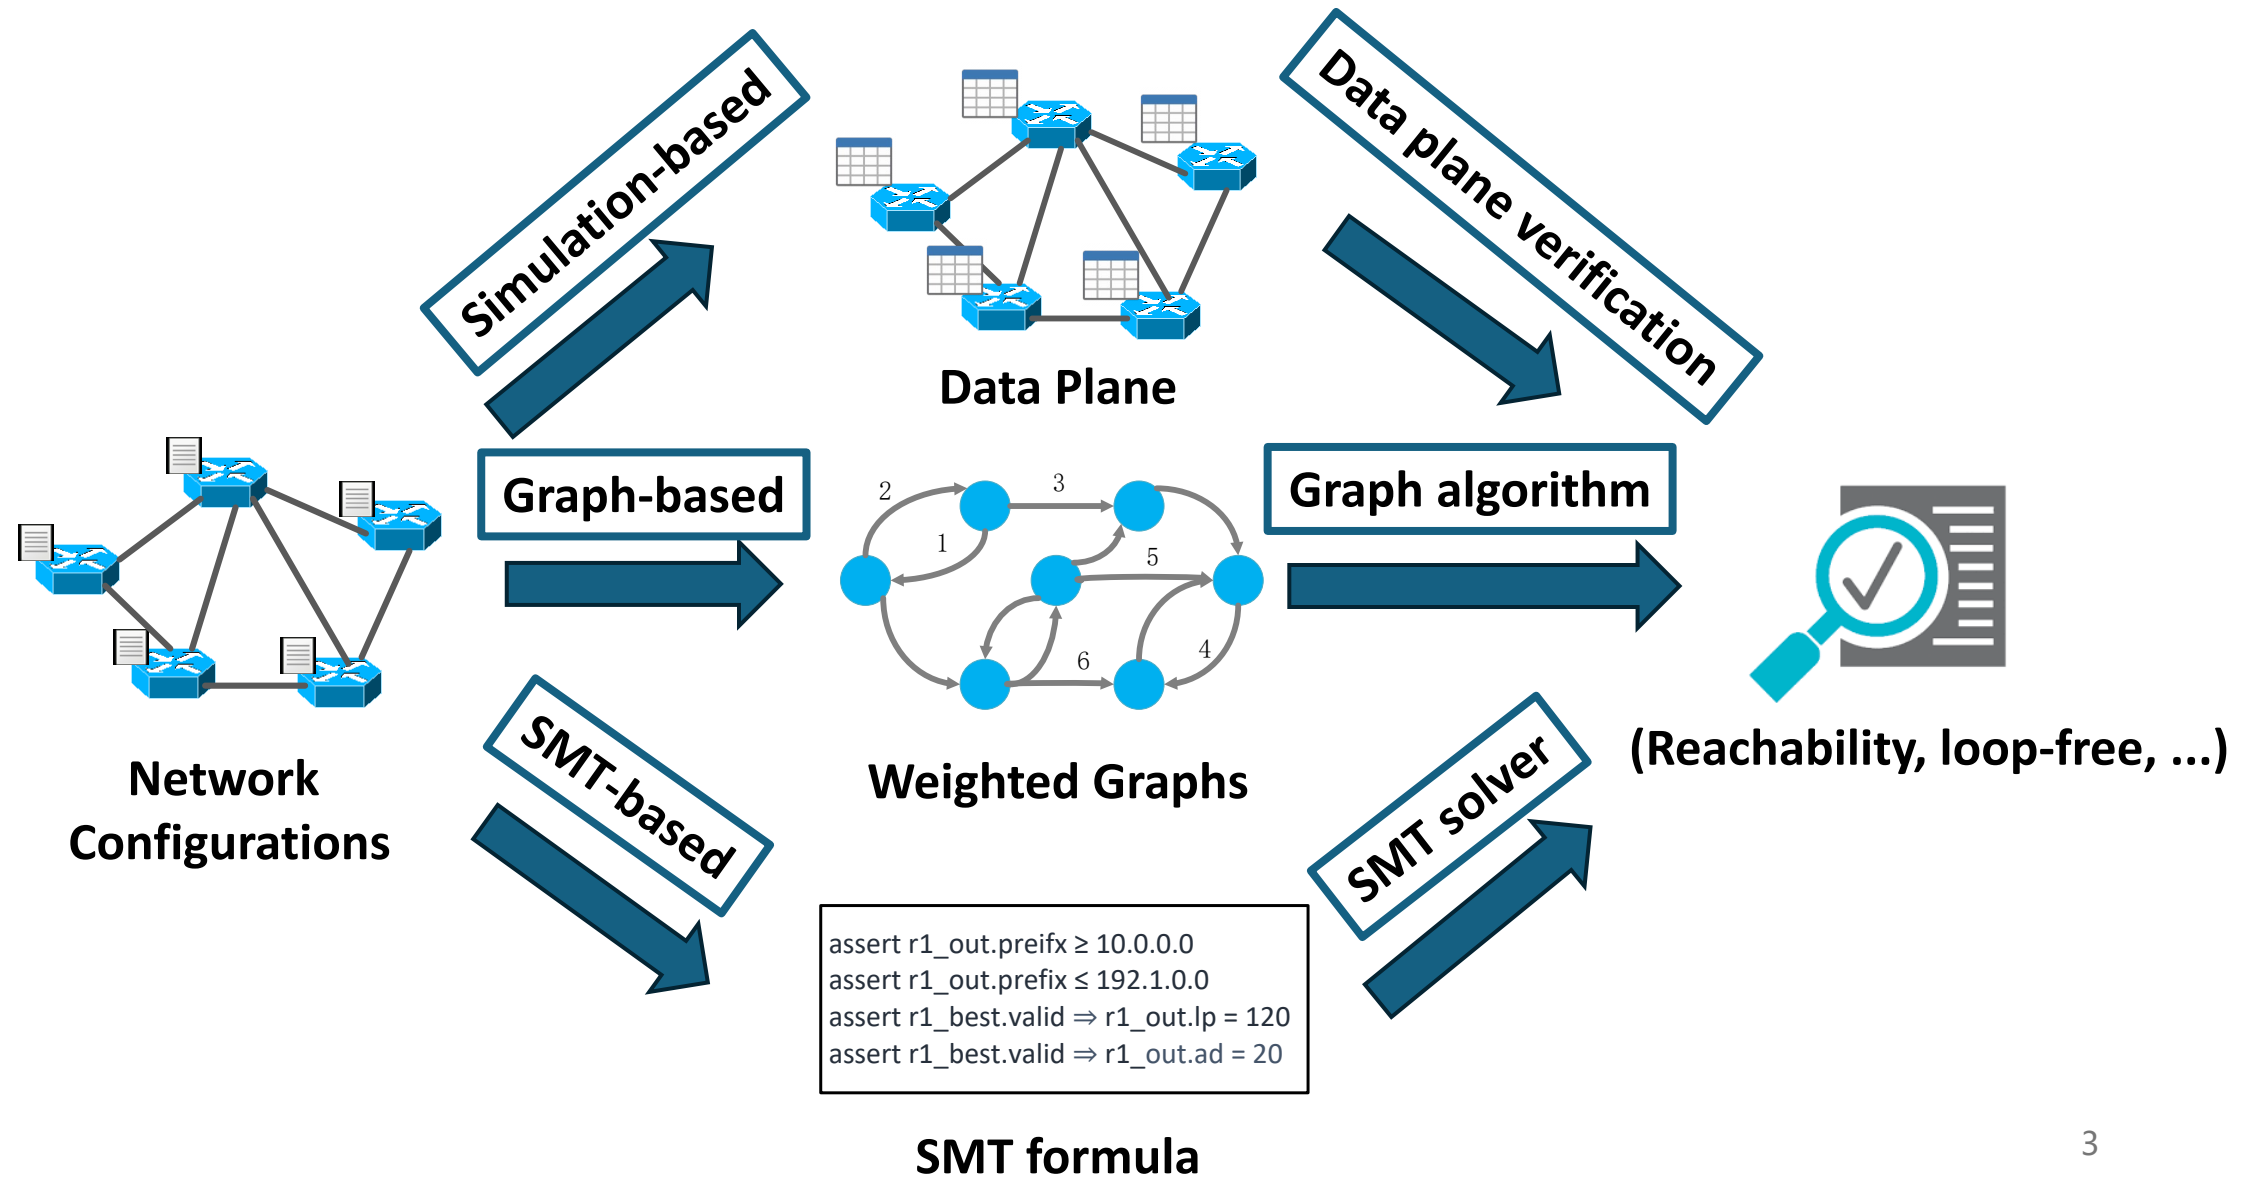 Simulation-based
Data plane verification
Data Plane
Graph-based
Graph algorithm
2
3
1
5
4
6
Network
Configurations
Weighted Graphs
(Reachability, loop-free, ...)
SMT-based
SMT solver
assert r1_out.preifx ≥ 10.0.0.0
assert r1_out.prefix ≤ 192.1.0.0
assert r1_best.valid ⇒ r1_out.lp = 120
assert r1_best.valid ⇒ r1_out.ad = 20
SMT formula
3